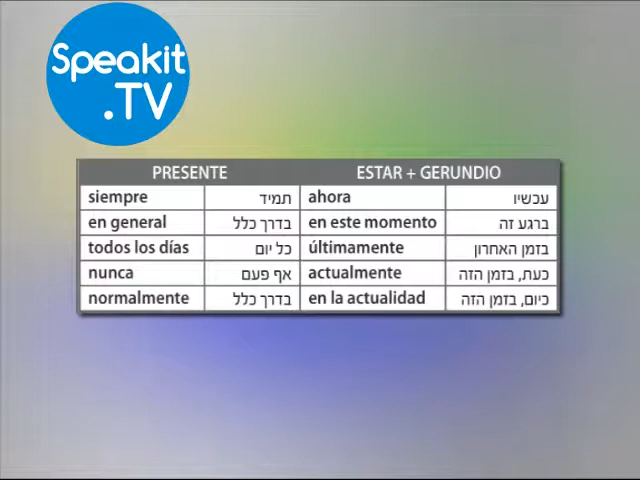 Speakit
.TV
PRESENTE ESTAR + GERUNDIO
siempre תמיד ahora עכשיו
en general בדרך כלל en este momento ברגע זה
todos los días כל יום últimamente בזמן האחרון
nunca אף פעם actualmente כעת, בזמן הזה
normalmente בדרך כלל en la actualidad כיום, בזמן הזה